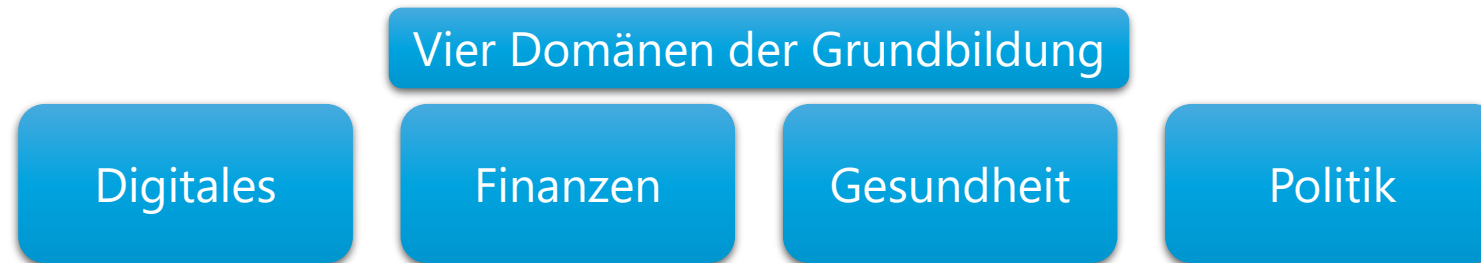 Vier Domänen der Grundbildung
Digitales
Finanzen
Gesundheit
Politik